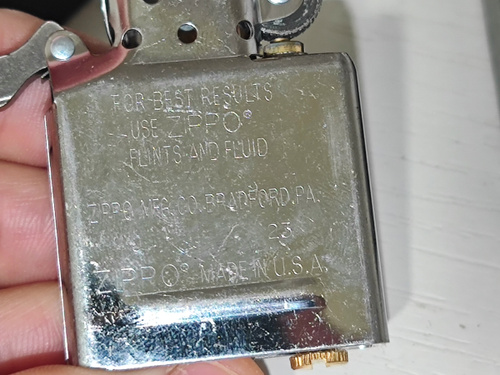 FOR BEST RESULTS
USE ZIPPO®
FLINTS AND FLUID
ZIPPO MFG. CO. BRADFORD, PA.
23
ZIPPO® MADE IN U.S.A.